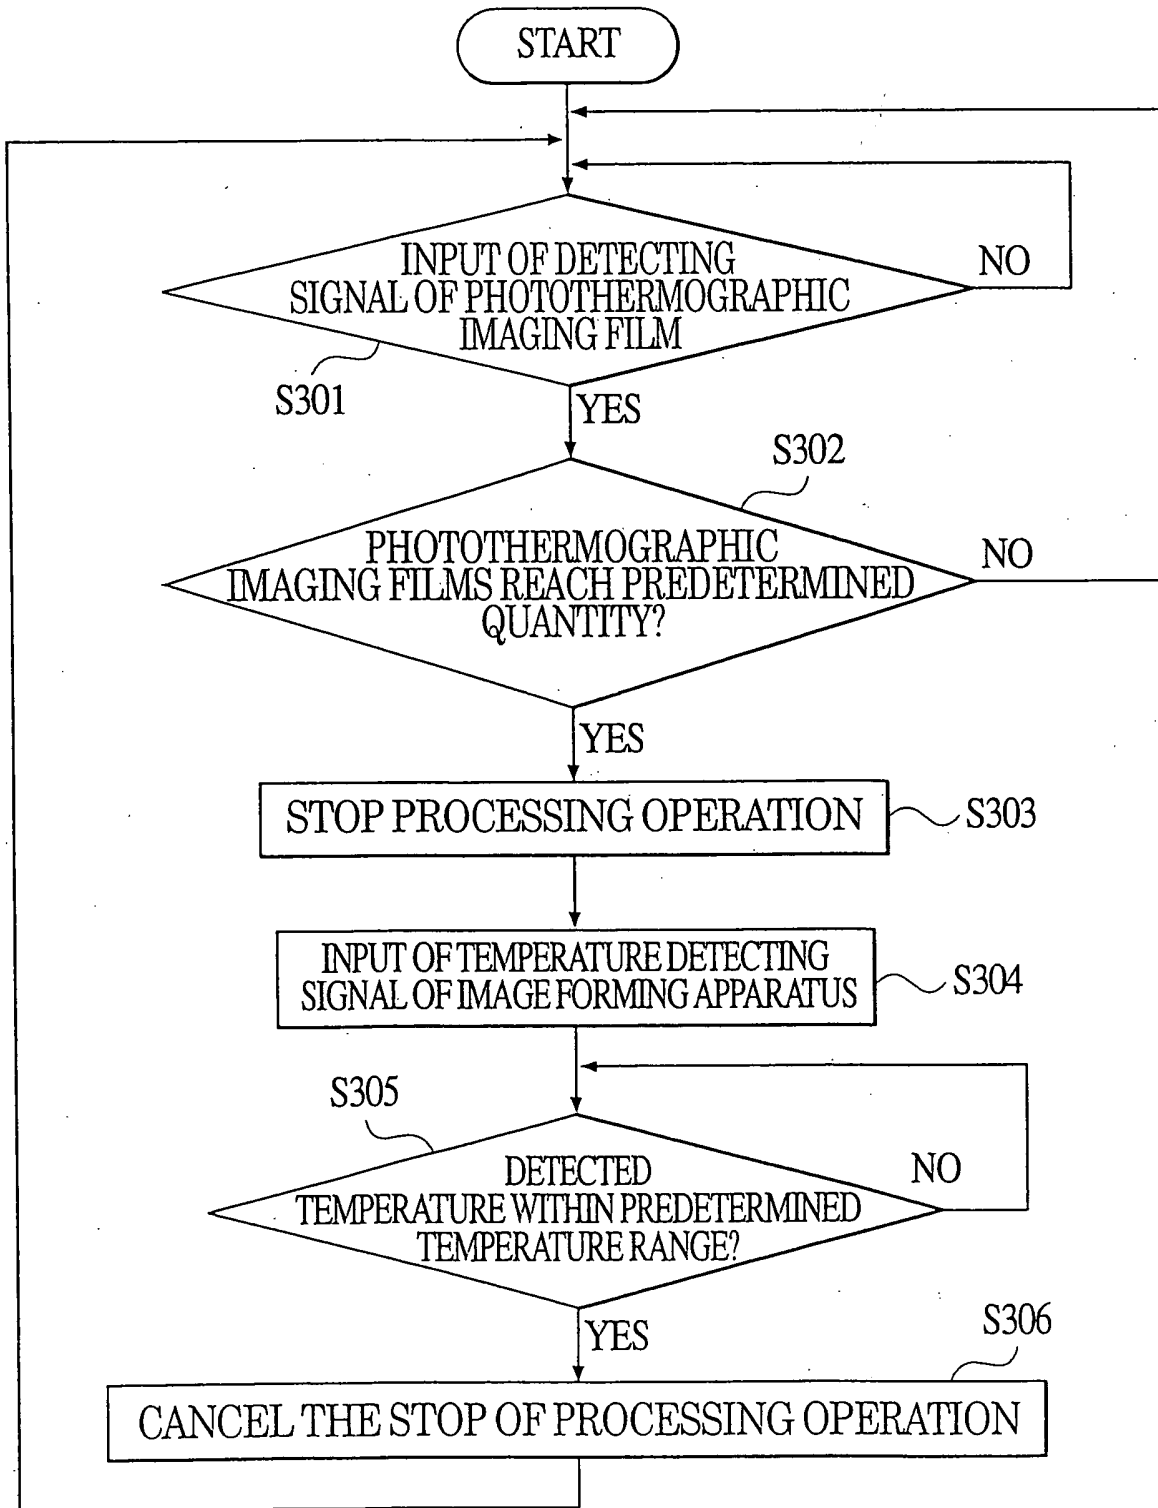 START
INPUT OF DETECTING
SIGNAL OF PHOTOTHERMOGRAPHIC
IMAGING FILM
NO
S301
YES
S302
PHOTOTHERMOGRAPHIC
IMAGING FILMS REACH PREDETERMINED
QUANTITY?
NO
YES
STOP PROCESSING OPERATION
S303
INPUT OF TEMPERATURE DETECTING
SIGNAL OF IMAGE FORMING APPARATUS
S304
S305
DETECTED
TEMPERATURE WITHIN PREDETERMINED
TEMPERATURE RANGE?
NO
YES
S306
CANCEL THE STOP OF PROCESSING OPERATION